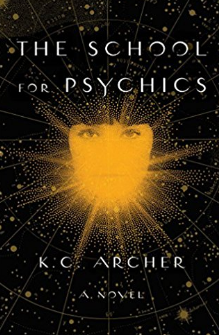 THE SCHOOL
FOR PSYCHICS
K.C. ARCHER
A NOVEL